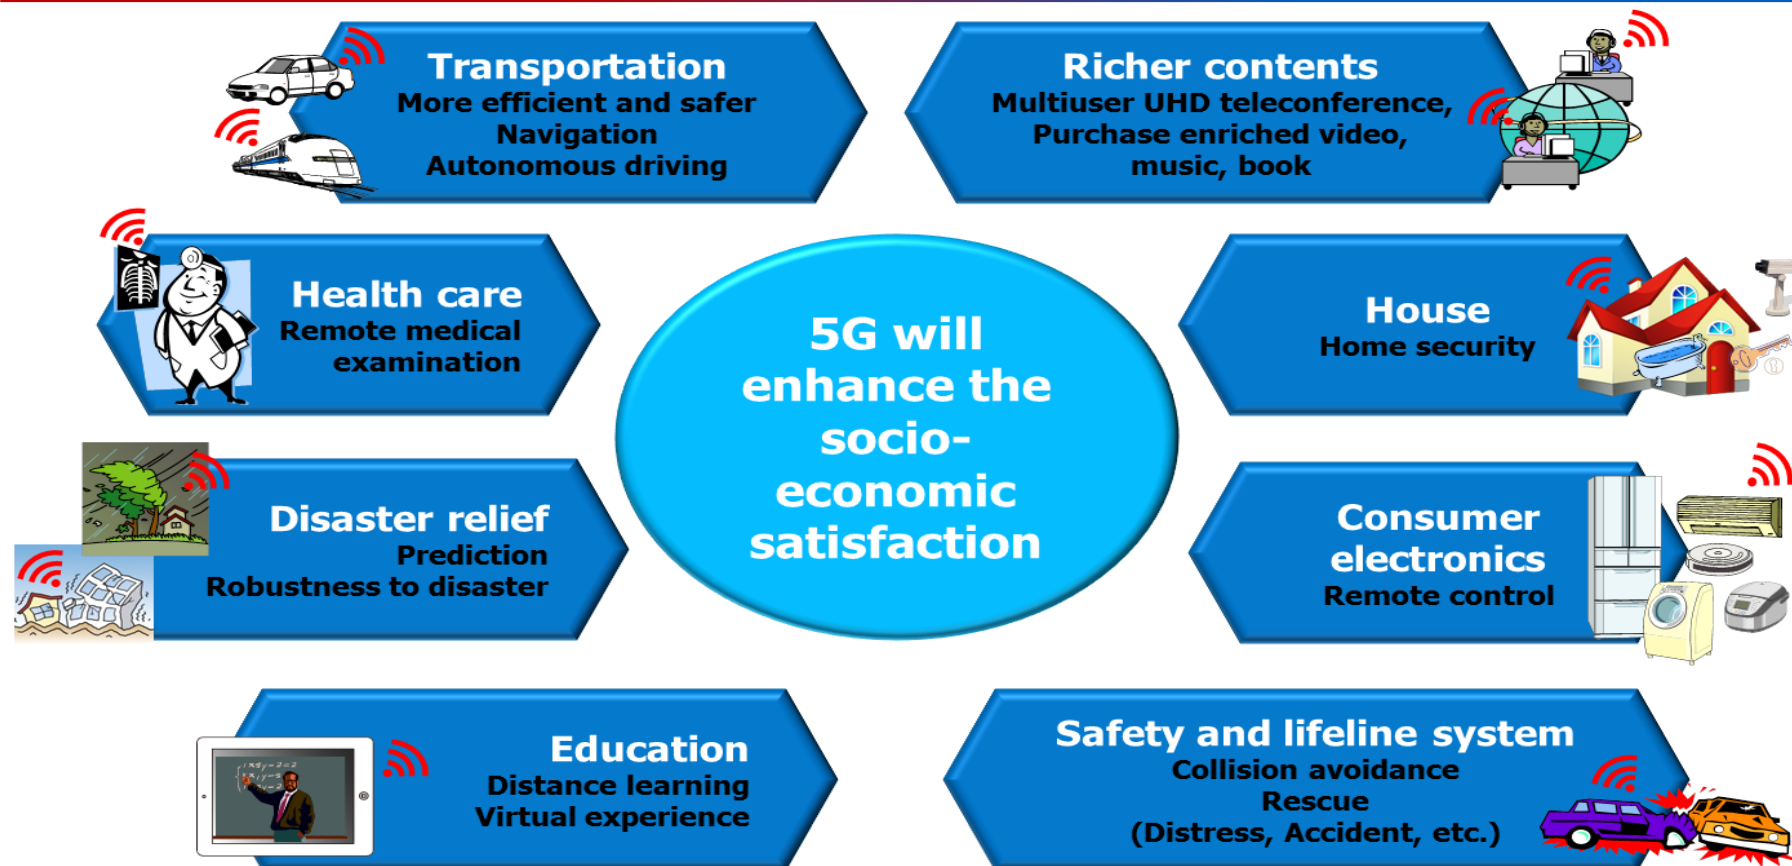 Transportation
More efficient and safer
Navigation
Autonomous driving
Richer contents
Multiuser UHD teleconference,
Purchase enriched video,
music, book
Health care
Remote medical
examination
5G will
enhance the
socio-
economic
satisfaction
House
Home security
Disaster relief
Prediction
Robustness to disaster
Consumer
electronics
Remote control
Education
Distance learning
Virtual experience
Safety and lifeline system
Collision avoidance
Rescue
(Distress, Accident, etc.)